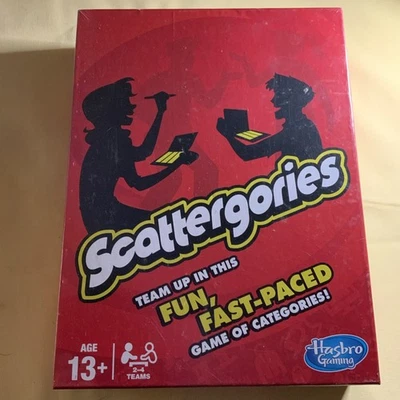 Scattergories
TEAM UP IN THIS
FUN,
FAST-PACED
GAME OF CATEGORIES!
AGE
13+
2-4
TEAMS
Hasbro
Gaming